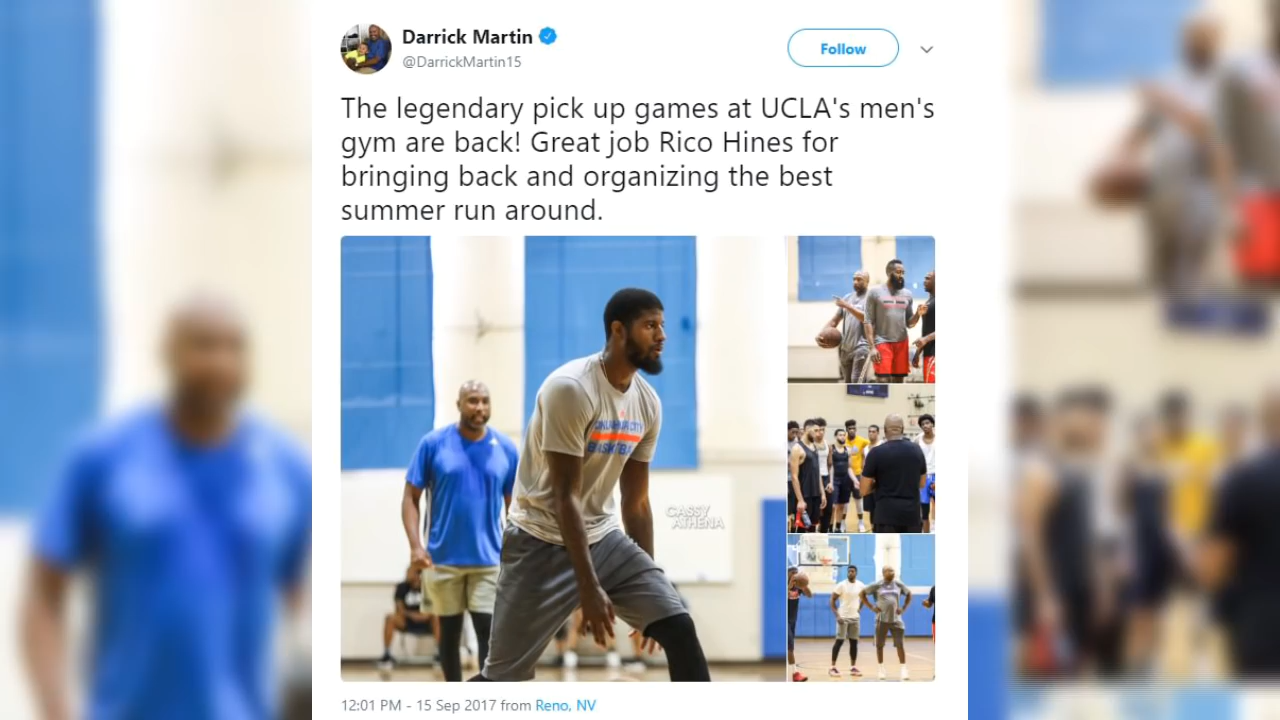 Darrick Martin
@DarrickMartin15
Follow
The legendary pick up games at UCLA's men's
gym are back! Great job Rico Hines for
bringing back and organizing the best
summer run around.
OKLAHOMA CITY
CASSY
ATHENA
12:01 PM - 15 Sep 2017 from Reno, NV